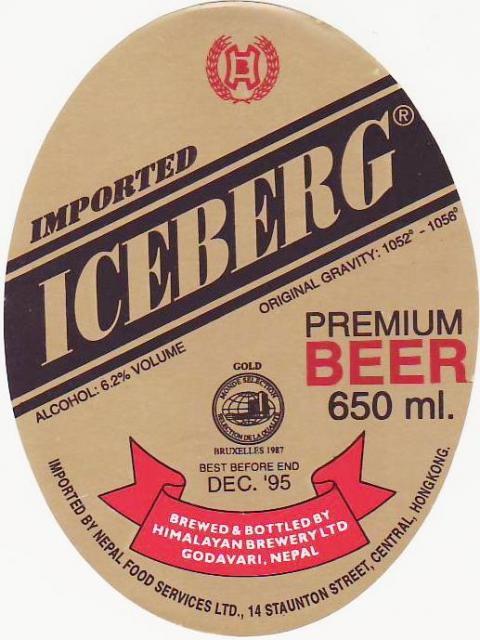 HB
IMPORTED
ICEBERG®
ALCOHOL: 6.2% VOLUME
ORIGINAL GRAVITY: 1052° - 1056°
PREMIUM
BEER
650 ml.
GOLD
MONDE SELECTION
SELECTION DE LA QUALITE
BRUXELLES 1987
BEST BEFORE END
DEC. '95
BREWED & BOTTLED BY
HIMALAYAN BREWERY LTD
GODAVARI, NEPAL
IMPORTED BY NEPAL FOOD SERVICES LTD., 14 STAUNTON STREET, CENTRAL, HONGKONG.